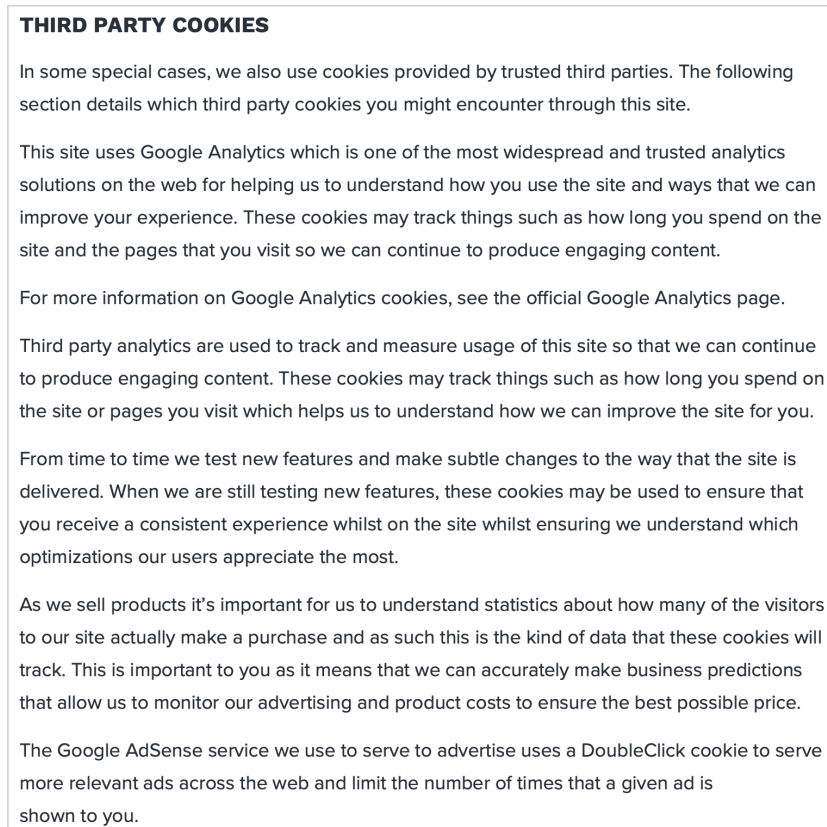 THIRD PARTY COOKIES
In some special cases, we also use cookies provided by trusted third parties. The following
section details which third party cookies you might encounter through this site.
This site uses Google Analytics which is one of the most widespread and trusted analytics
solutions on the web for helping us to understand how you use the site and ways that we can
improve your experience. These cookies may track things such as how long you spend on the
site and the pages that you visit so we can continue to produce engaging content.
For more information on Google Analytics cookies, see the official Google Analytics page.
Third party analytics are used to track and measure usage of this site so that we can continue
to produce engaging content. These cookies may track things such as how long you spend on
the site or pages you visit which helps us to understand how we can improve the site for you.
From time to time we test new features and make subtle changes to the way that the site is
delivered. When we are still testing new features, these cookies may be used to ensure that
you receive a consistent experience whilst on the site whilst ensuring we understand which
optimizations our users appreciate the most.
As we sell products it’s important for us to understand statistics about how many of the visitors
to our site actually make a purchase and as such this is the kind of data that these cookies will
track. This is important to you as it means that we can accurately make business predictions
that allow us to monitor our advertising and product costs to ensure the best possible price.
The Google AdSense service we use to serve to advertise uses a DoubleClick cookie to serve
more relevant ads across the web and limit the number of times that a given ad is
shown to you.